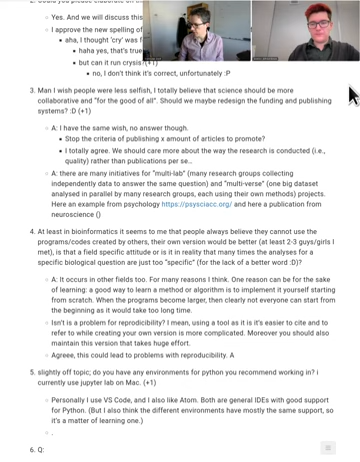 Yes. And we will discuss this
I approve the new spelling of
aha, I thought 'cry' was f
haha yes, that's true
but can it run crysis? (+1)
no, I don't think it's correct, unfortunately :P
3. Man I wish people were less selfish, I totally believe that science should be more
collaborative and "for the good of all". Should we maybe redesign the funding and publishing
systems? :D (+1)
A: I have the same wish, no answer though.
Stop the criteria of publishing x amount of articles to promote?
I totally agree. We should care more about the way the research is conducted (i.e.,
quality) rather than publications per se…
A: there are many initiatives for "multi-lab" (many research groups collecting
independently data to answer the same question) and "multi-verse" (one big dataset
analysed in parallel by many research groups, each using their own methods) projects.
Here an example from psychology https://psysciacc.org/ and here a publication from
neuroscience ()
4. At least in bioinformatics it seems to me that people always believe they cannot use the
programs/codes created by others, their own version would be better (at least 2-3 guys/girls I
met), is that a field specific attitude or is it in reality that many times the analyses for a
specific biological question are just too "specific" (for the lack of a better word :D)?
A: It occurs in other fields too. For many reasons I think. One reason can be for the sake
of learning: a good way to learn a method or algorithm is to implement it yourself starting
from scratch. When the programs become larger, then clearly not everyone can start from
the beginning as it would take too long time.
Isn't is a problem for reprodicibility? I mean, using a tool as it is it's easier to cite and to
refer to while creating your own version is more complicated. Moreover you should also
maintain this version that takes huge effort.
Agreee, this could lead to problems with reproducibility. A
5. slightly off topic; do you have any environments for python you recommend working in? i
currently use jupyter lab on Mac. (+1)
Personally I use VS Code, and I also like Atom. Both are general IDEs with good support
for Python. (But I also think the different environments have mostly the same support, so
it's a matter of learning one.)
.
6. Q: